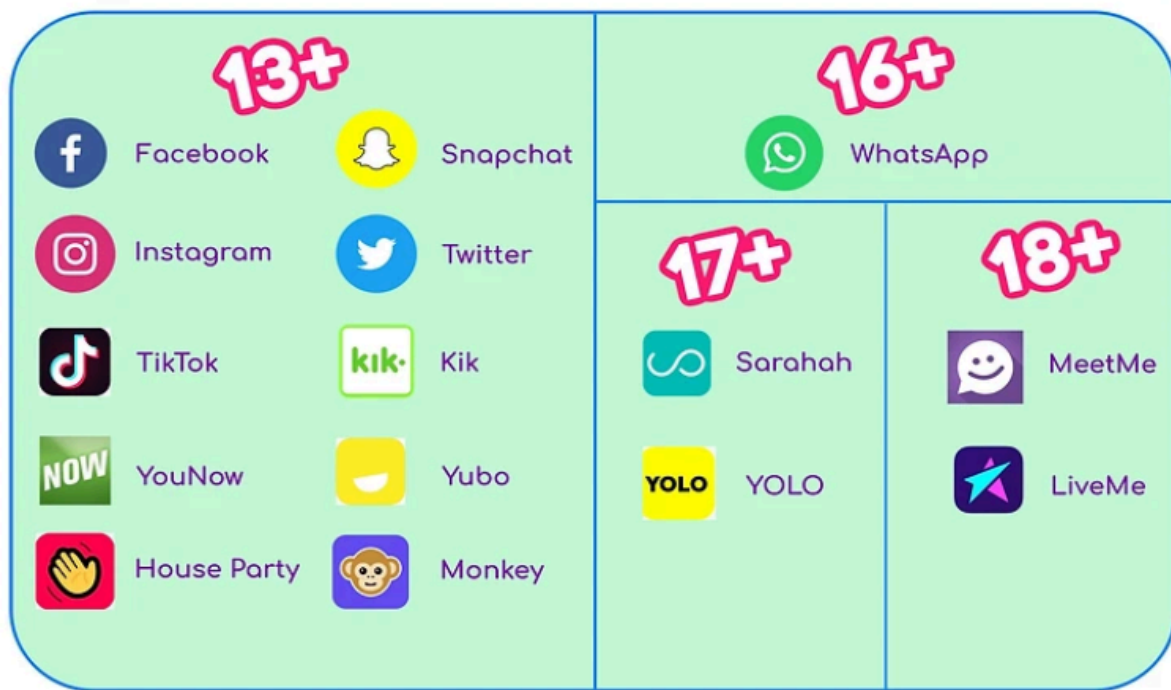 13+
Facebook
Snapchat
f
Instagram
Twitter
TikTok
kik.
Kik
NOW
YouNow
Yubo
House Party
Monkey
16+
WhatsApp
17+
Sarahah
YOLO
YOLO
18+
MeetMe
LiveMe